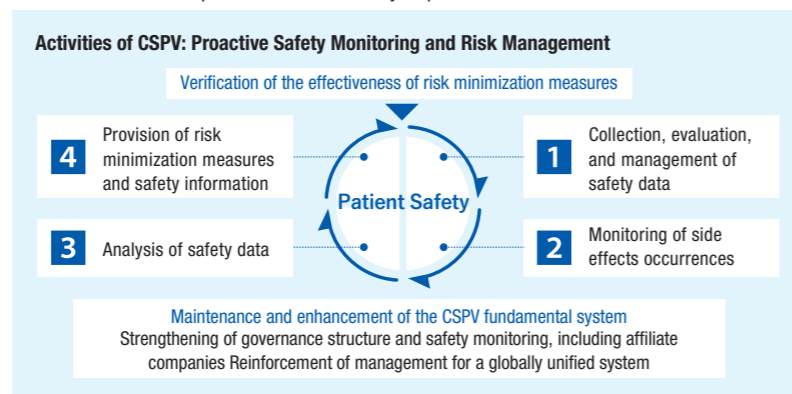 Activities of CSPV: Proactive Safety Monitoring and Risk Management
Verification of the effectiveness of risk minimization measures
4
Provision of risk
minimization measures
and safety information
1
Collection, evaluation,
and management of
safety data
Patient Safety
3
Analysis of safety data
2
Monitoring of side
effects occurrences
Maintenance and enhancement of the CSPV fundamental system
Strengthening of governance structure and safety monitoring, including affiliate
companies Reinforcement of management for a globally unified system